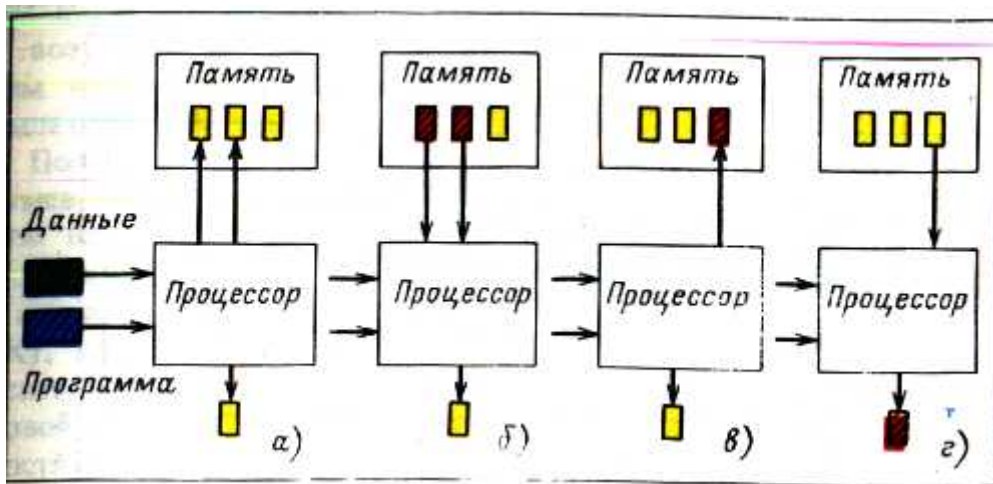 Память
Память
Память
Память
Данные
Процессор
Процессор
Процессор
Процессор
Программа
а)
б)
в)
г)